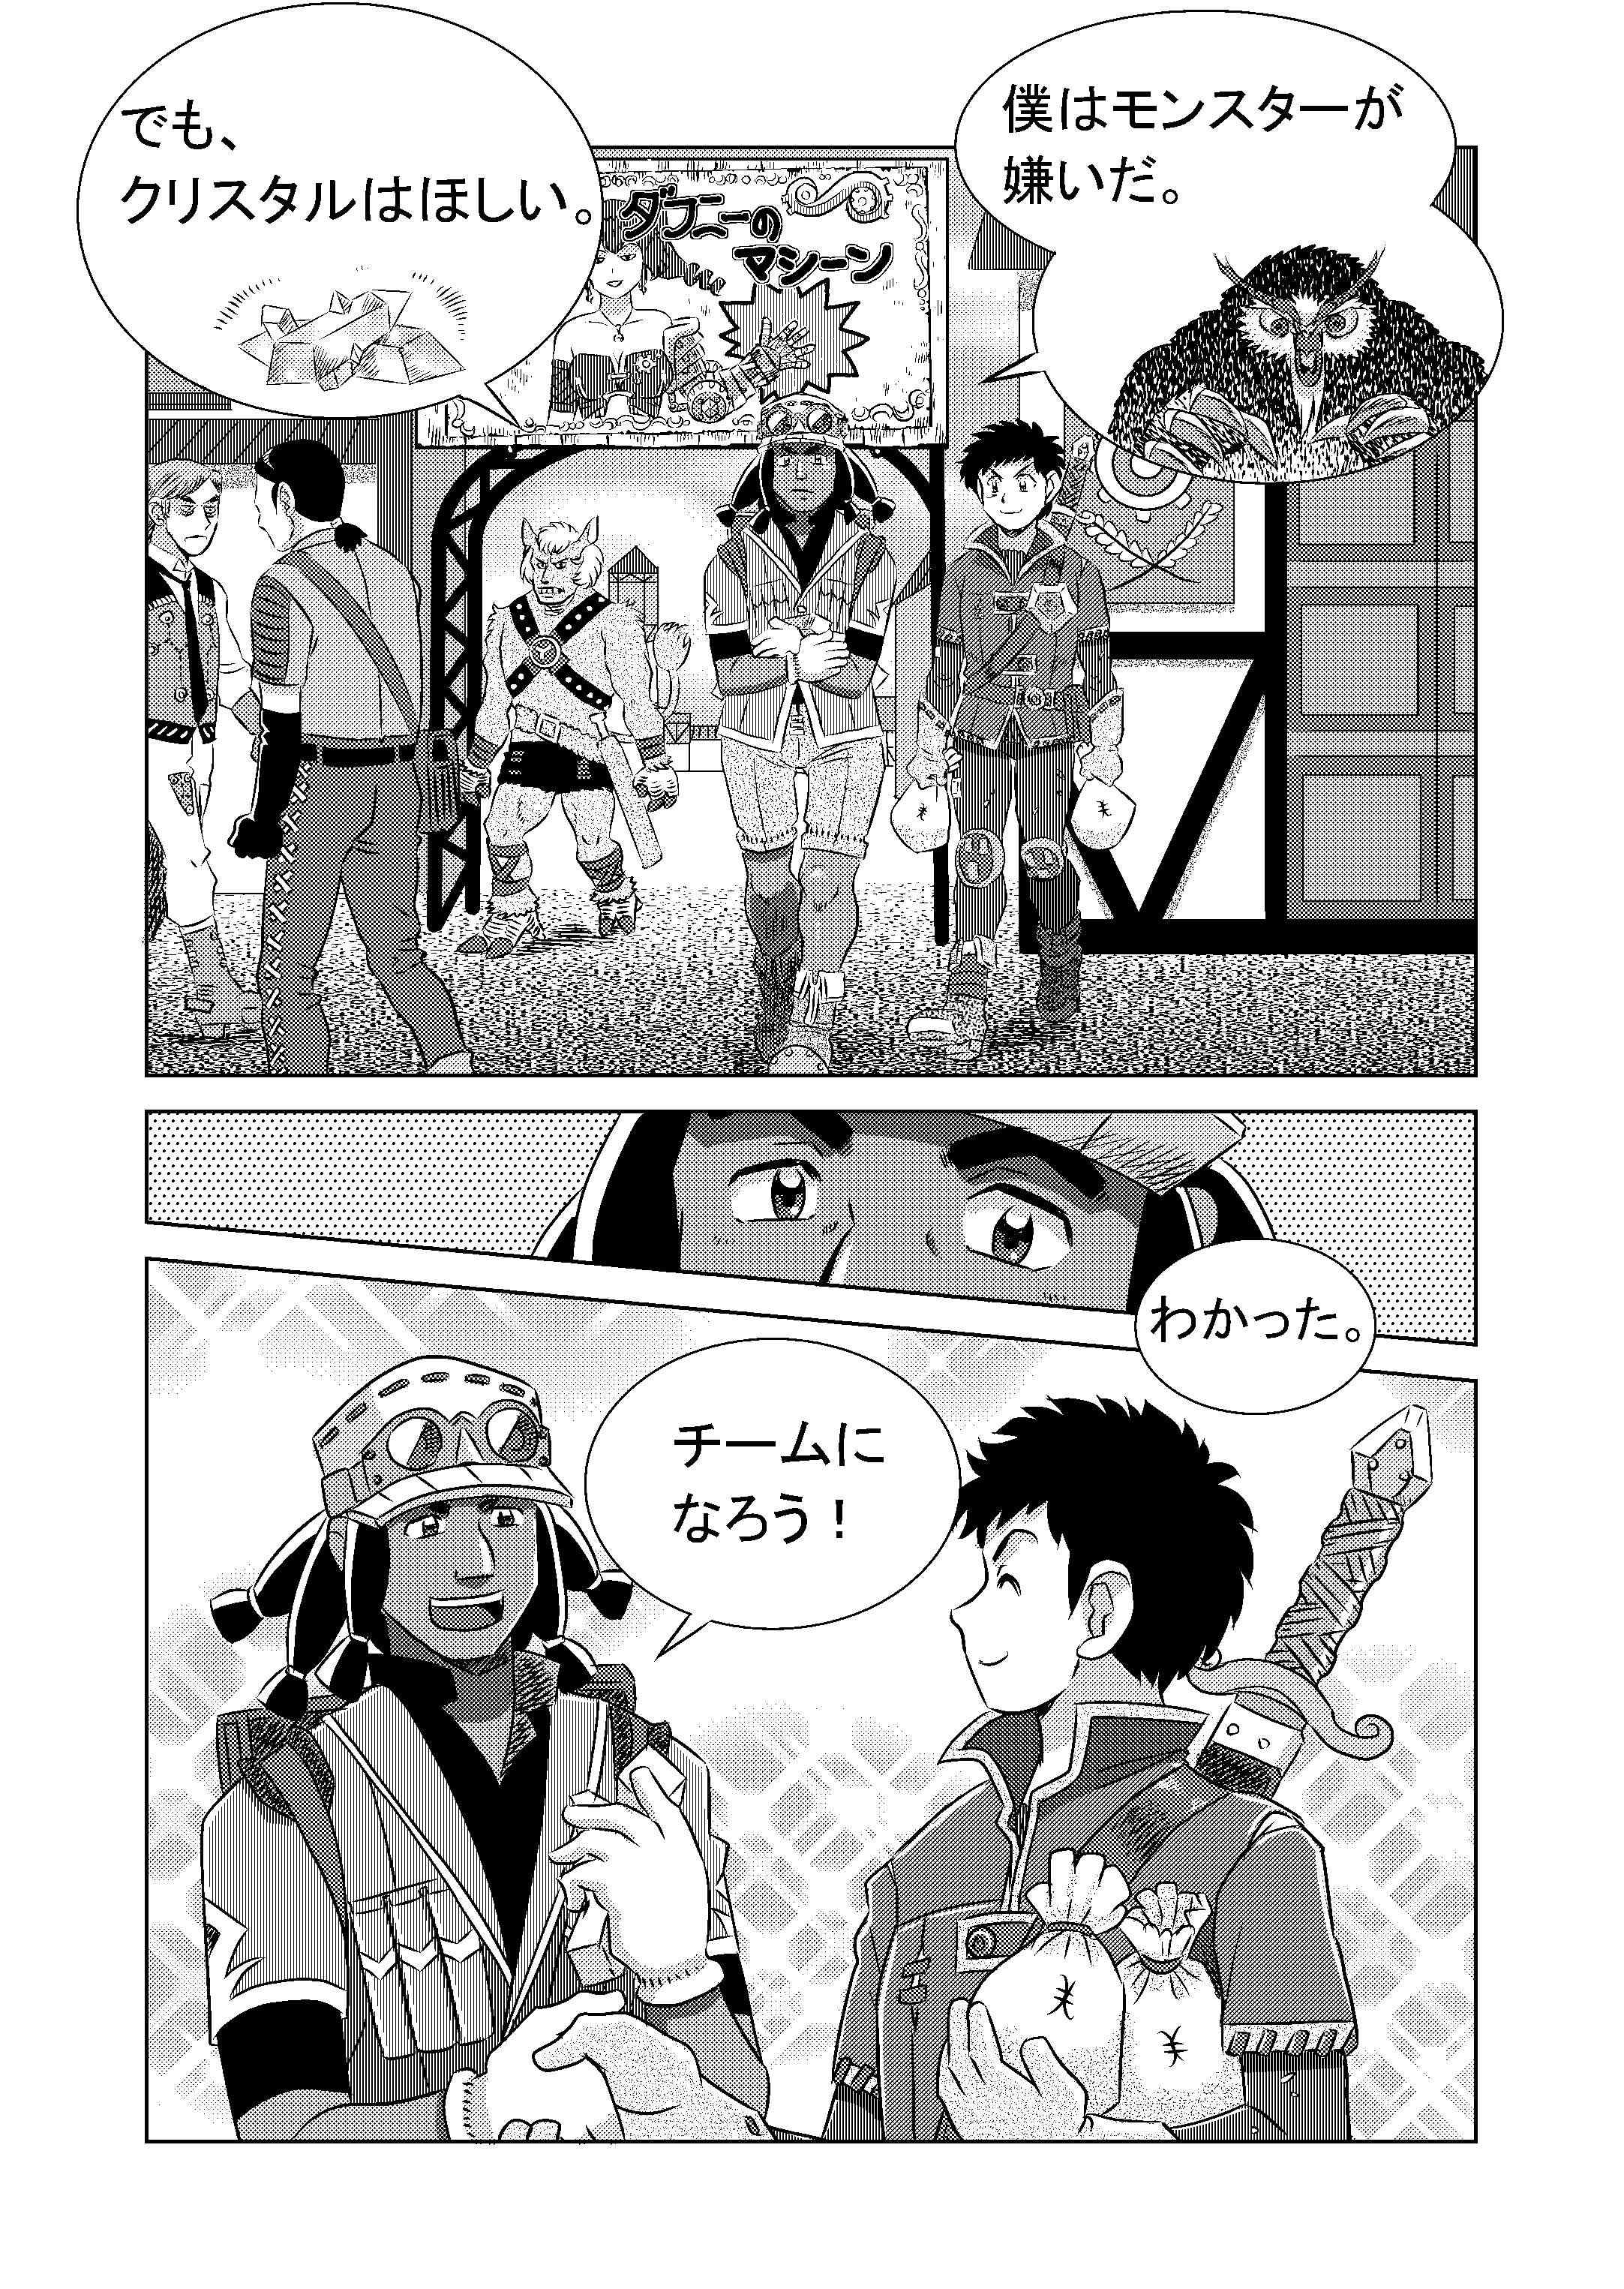 僕はモンスターが
嫌いだ。
でも、
クリスタルはほしい。
ダフニーの
マシーン
わかった。
チームに
なろう！